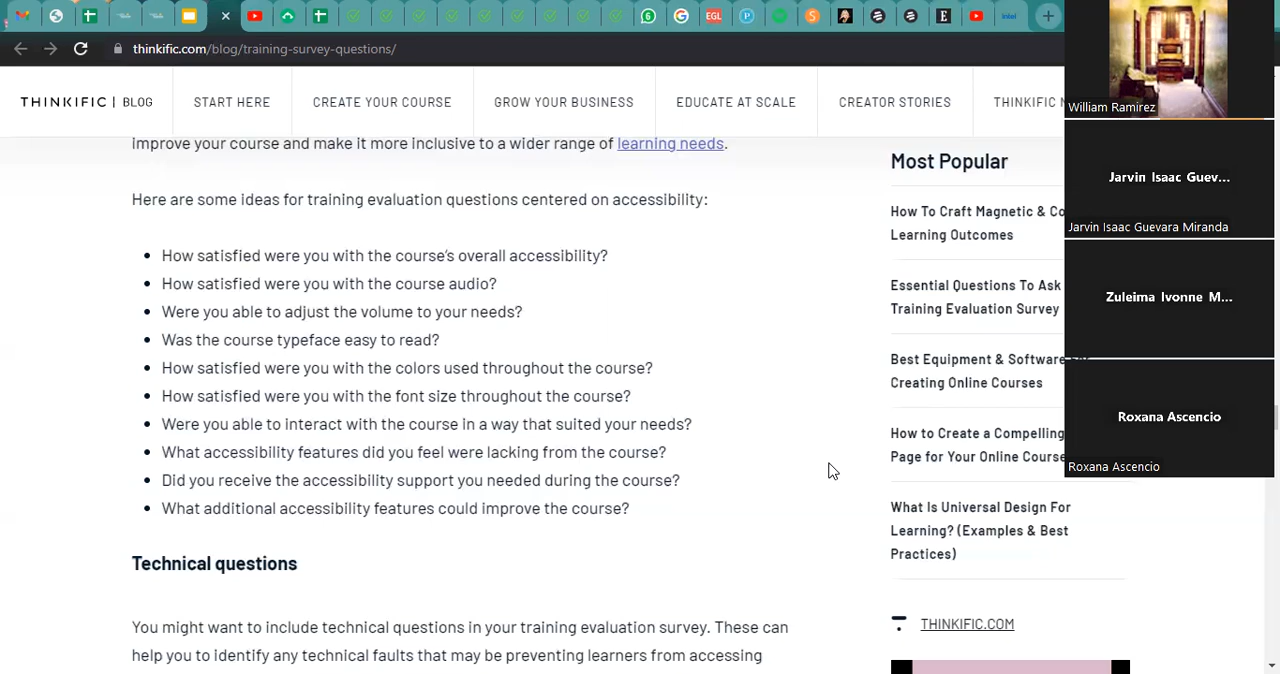 thinkific.com/blog/training-survey-questions/
THINKIFIC | BLOG
START HERE
CREATE YOUR COURSE
GROW YOUR BUSINESS
EDUCATE AT SCALE
CREATOR STORIES
THINKIFIC
improve your course and make it more inclusive to a wider range of learning needs.
Here are some ideas for training evaluation questions centered on accessibility:
How satisfied were you with the course's overall accessibility?
How satisfied were you with the course audio?
Were you able to adjust the volume to your needs?
Was the course typeface easy to read?
How satisfied were you with the colors used throughout the course?
How satisfied were you with the font size throughout the course?
Were you able to interact with the course in a way that suited your needs?
What accessibility features did you feel were lacking from the course?
Did you receive the accessibility support you needed during the course?
What additional accessibility features could improve the course?
Technical questions
You might want to include technical questions in your training evaluation survey. These can
help you to identify any technical faults that may be preventing learners from accessing
Most Popular
How To Craft Magnetic & Co
Learning Outcomes
Essential Questions To Ask
Training Evaluation Survey
Best Equipment & Software
Creating Online Courses
How to Create a Compelling
Page for Your Online Course
What Is Universal Design For
Learning? (Examples & Best
Practices)
THINKIFIC.COM
William Ramirez
Jarvin Isaac Guev...
Jarvin Isaac Guevara Miranda
Zuleima Ivonne M...
Roxana Ascencio
Roxana Ascencio
6
EGL
P
S
E
intel